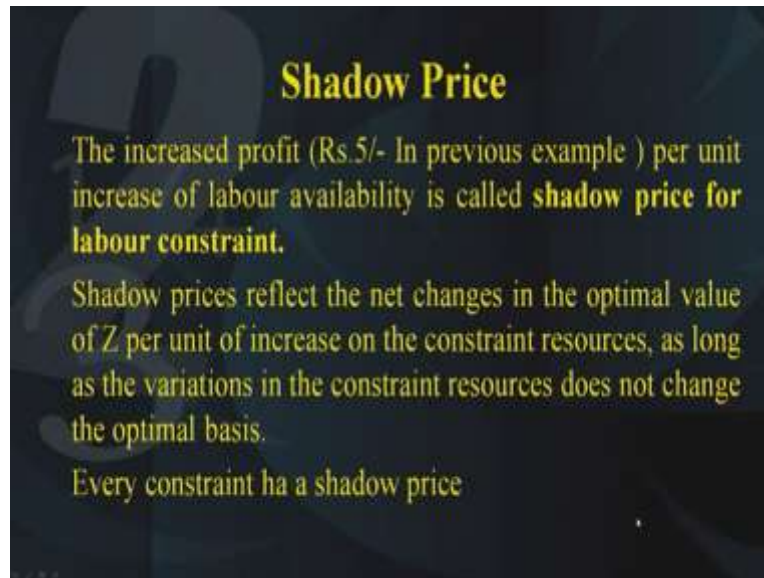 Shadow Price
The increased profit (Rs.5/- In previous example ) per unit
increase of labour availability is called shadow price for
labour constraint.
Shadow prices reflect the net changes in the optimal value
of Z per unit of increase on the constraint resources, as long
as the variations in the constraint resources does not change
the optimal basis.
Every constraint ha a shadow price